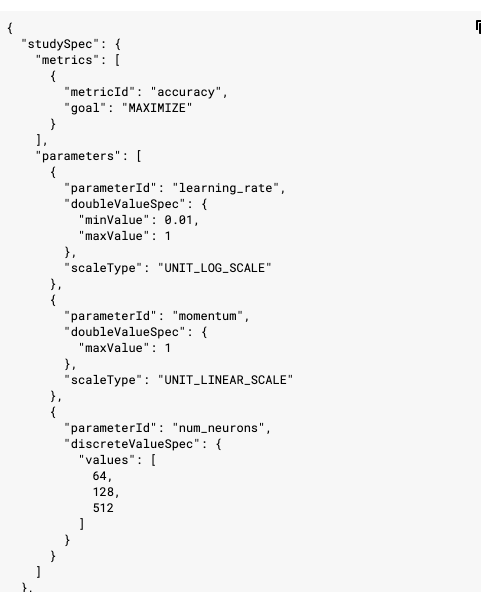 {
  "studySpec": {
    "metrics": [
      {
        "metricId": "accuracy",
        "goal": "MAXIMIZE"
      }
    ],
    "parameters": [
      {
        "parameterId": "learning_rate",
        "doubleValueSpec": {
          "minValue": 0.01,
          "maxValue": 1
        },
        "scaleType": "UNIT_LOG_SCALE"
      },
      {
        "parameterId": "momentum",
        "doubleValueSpec": {
          "maxValue": 1
        },
        "scaleType": "UNIT_LINEAR_SCALE"
      },
      {
        "parameterId": "num_neurons",
        "discreteValueSpec": {
          "values": [
            64,
            128,
            512
          ]
        }
      }
    ]
  },